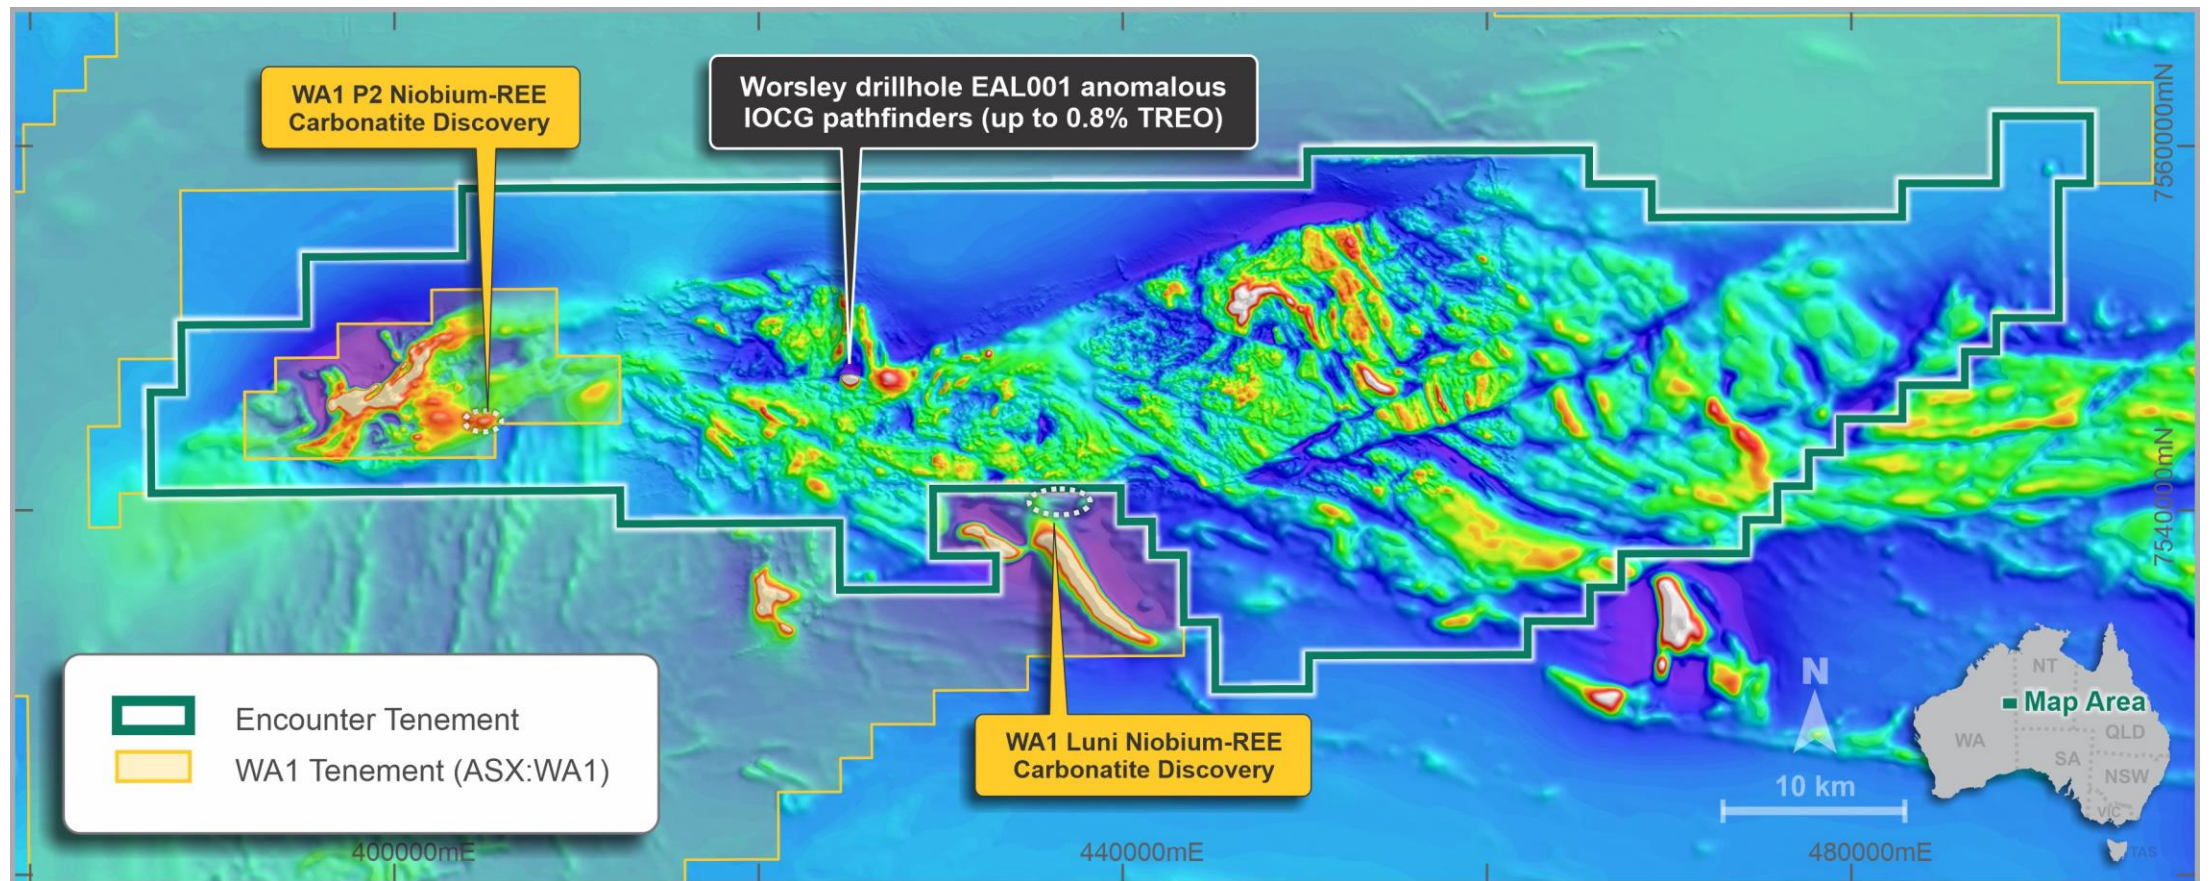 WA1 P2 Niobium-REE
Carbonatite Discovery
Worsley drillhole EAL001 anomalous
IOCG pathfinders (up to 0.8% TREO)
7560000mN
7540000mN
WA1 Luni Niobium-REE
Carbonatite Discovery
Encounter Tenement
WA1 Tenement (ASX:WA1)
N
10 km
400000mE
440000mE
480000mE
Map Area
NT
WA
QLD
SA
NSW
VIC
TAS